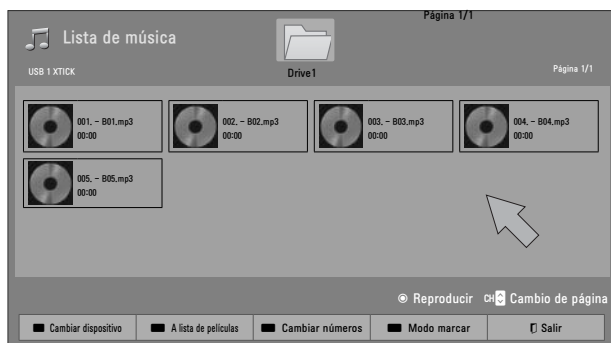 Página 1/1
Lista de música
USB 1 XTICK
Drive1
Página 1/1
001. - B01.mp3
00:00
002. - B02.mp3
00:00
003. - B03.mp3
00:00
004. - B04.mp3
00:00
005. - B05.mp3
00:00
Reproducir CH Cambio de página
Cambiar dispositivo A lista de películas Cambiar números Modo marcar Salir